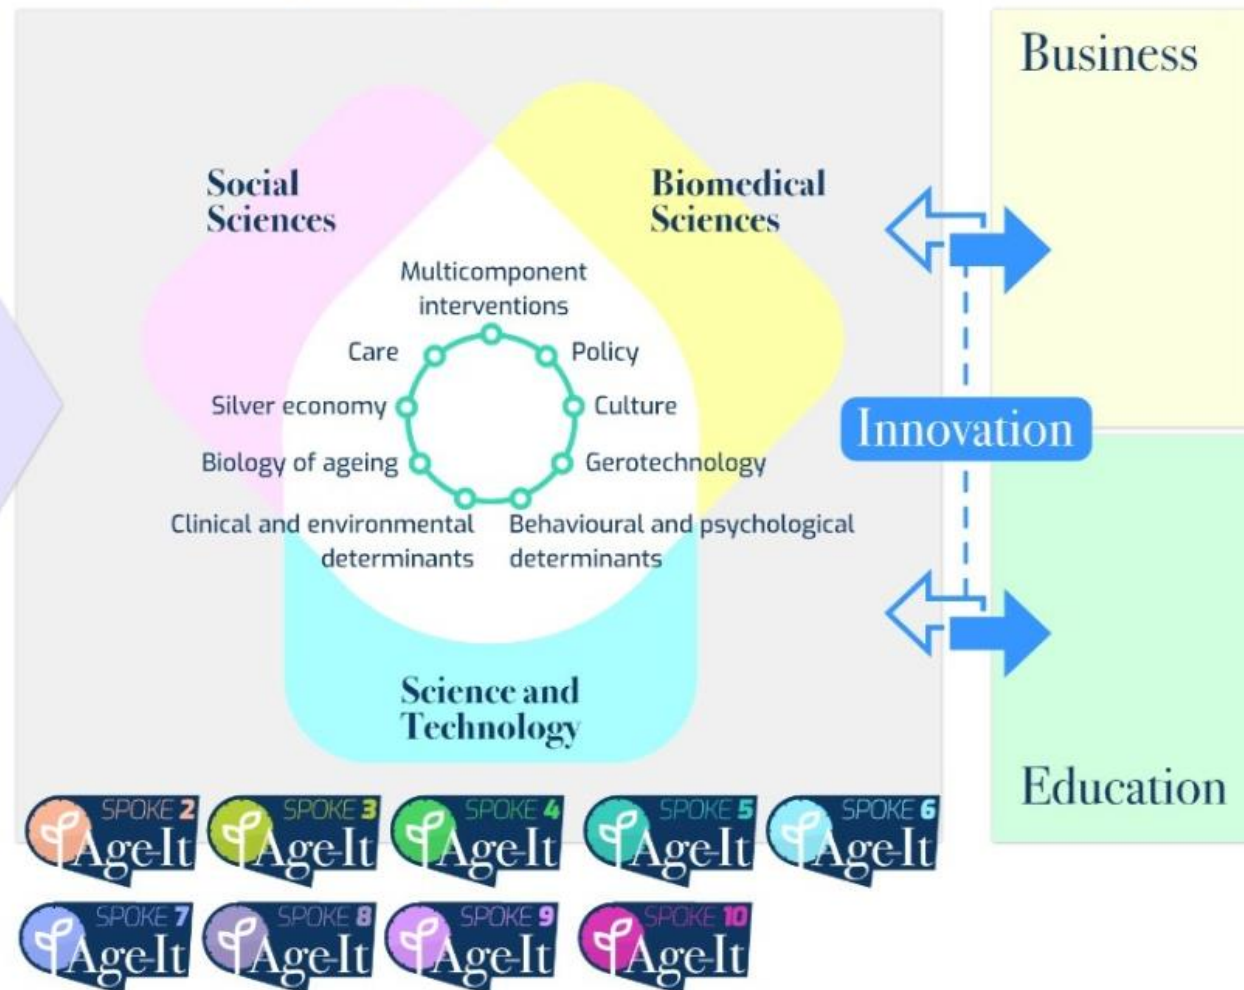 Business
Social
Sciences
Biomedical
Sciences
Multicomponent
interventions
Care
Policy
Silver economy
Culture
Innovation
Biology of ageing
Gerotechnology
Clinical and environmental
determinants
Behavioural and psychological
determinants
Science and
Technology
Education
SPOKE 2
Age-It
SPOKE 3
Age-It
SPOKE 4
Age-It
SPOKE 5
Age-It
SPOKE 6
Age-It
SPOKE 7
Age-It
SPOKE 8
Age-It
SPOKE 9
Age-It
SPOKE 10
Age-It